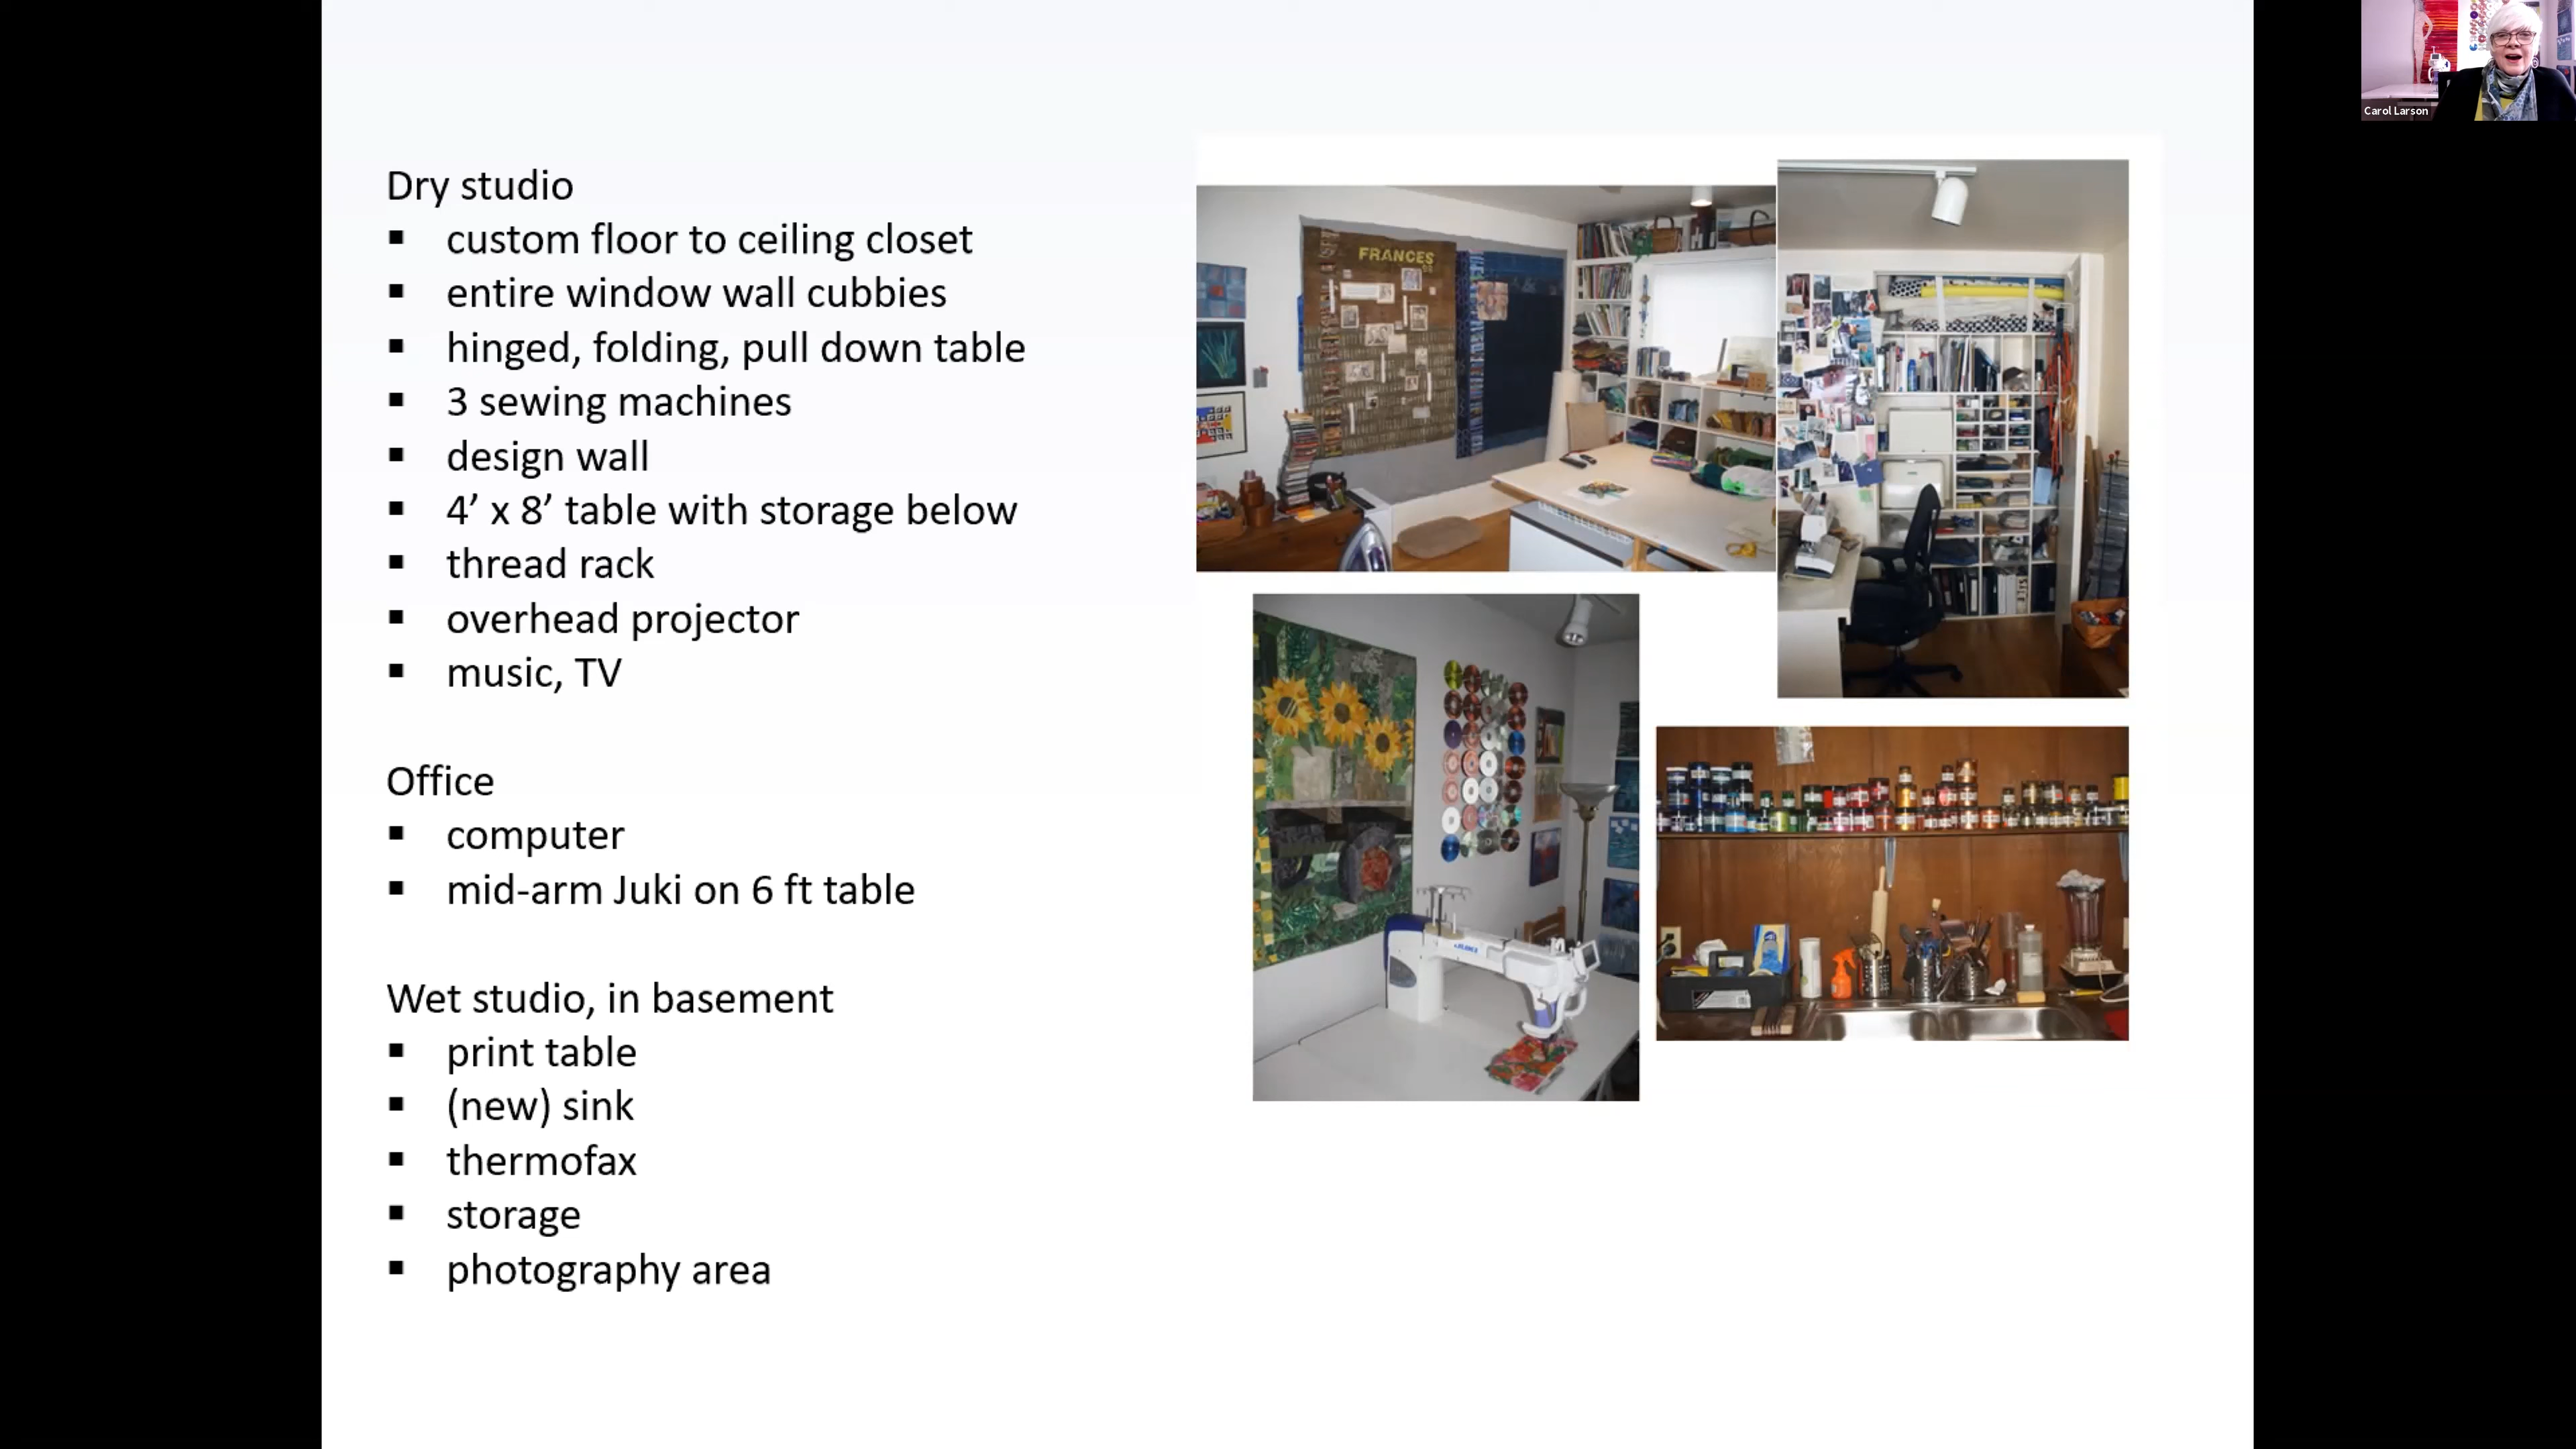 Carol Larson
Dry studio
▪ custom floor to ceiling closet
▪ entire window wall cubbies
▪ hinged, folding, pull down table
▪ 3 sewing machines
▪ design wall
▪ 4’ x 8’ table with storage below
▪ thread rack
▪ overhead projector
▪ music, TV
Office
▪ computer
▪ mid-arm Juki on 6 ft table
Wet studio, in basement
▪ print table
▪ (new) sink
▪ thermofax
▪ storage
▪ photography area
FRANCES
JUKI